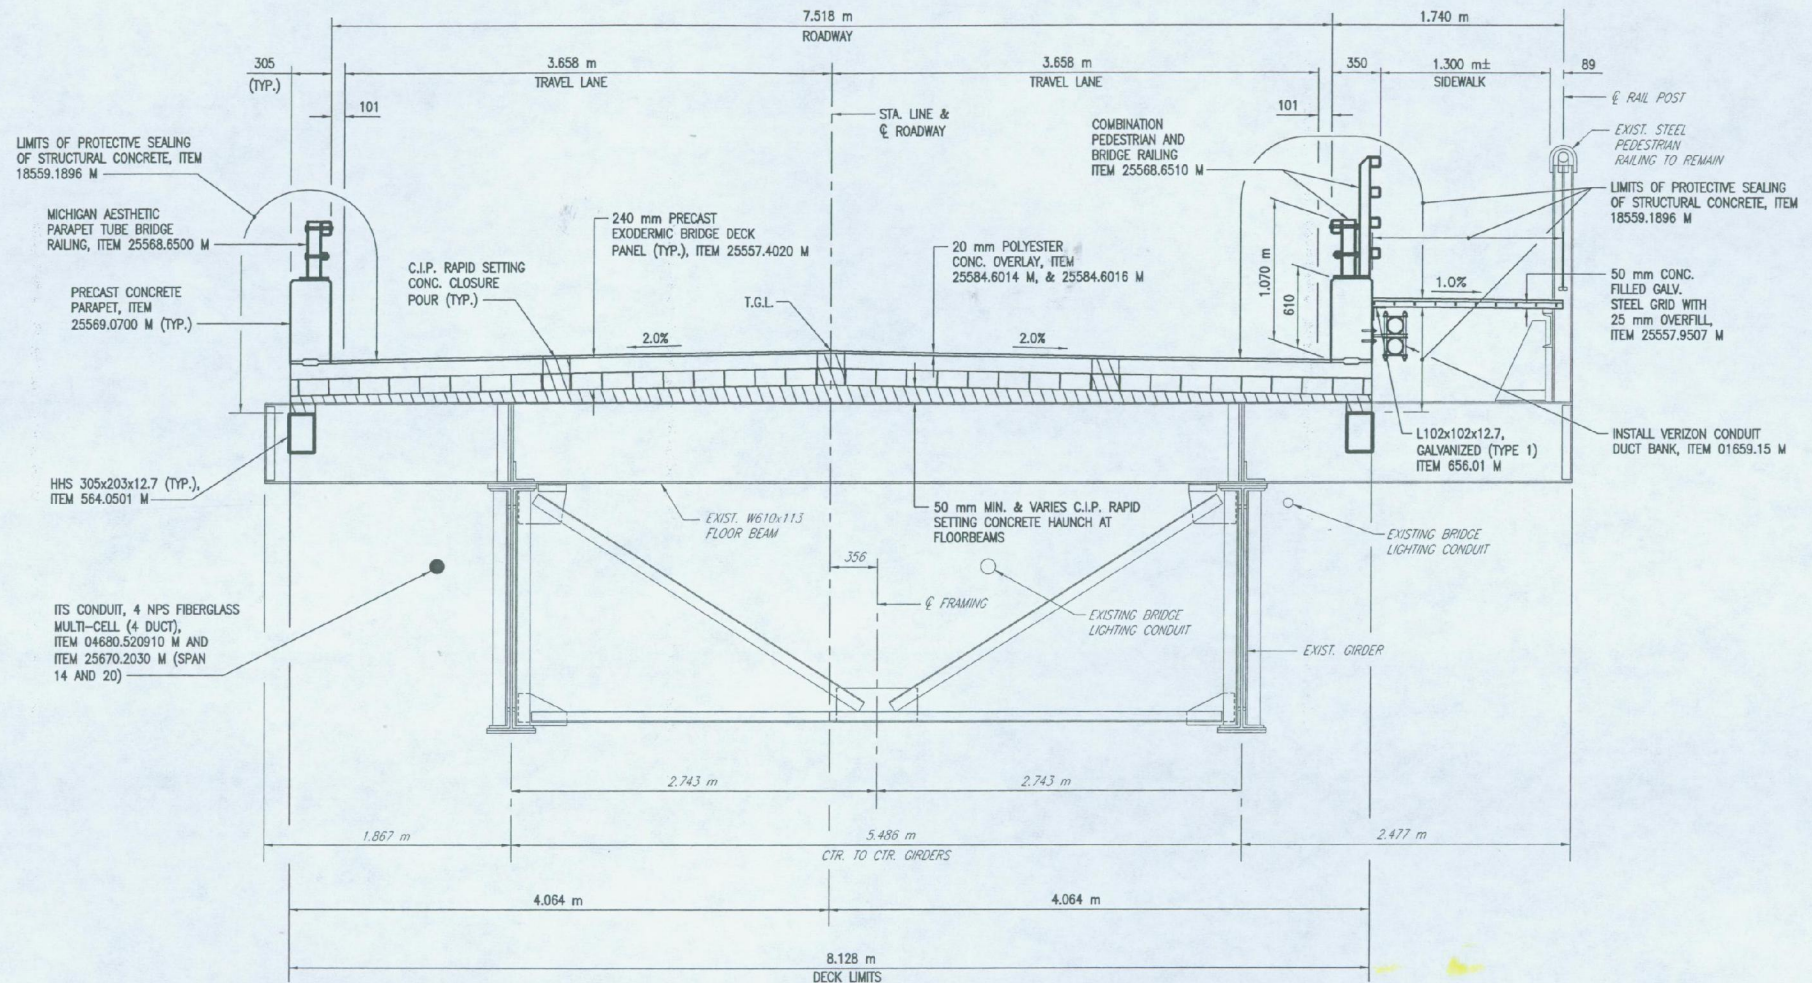 7.518 m
ROADWAY
1.740 m
305
(TYP.)
3.658 m
TRAVEL LANE
3.658 m
TRAVEL LANE
350
1.300 m±
SIDEWALK
89
101
101
STA. LINE &
℄ ROADWAY
℄ RAIL POST
EXIST. STEEL
PEDESTRIAN
RAILING TO REMAIN
COMBINATION
PEDESTRIAN AND
BRIDGE RAILING
ITEM 25568.6510 M
LIMITS OF PROTECTIVE SEALING
OF STRUCTURAL CONCRETE, ITEM
18559.1896 M
LIMITS OF PROTECTIVE SEALING
OF STRUCTURAL CONCRETE, ITEM
18559.1896 M
MICHIGAN AESTHETIC
PARAPET TUBE BRIDGE
RAILING, ITEM 25568.6500 M
240 mm PRECAST
EXODERMIC BRIDGE DECK
PANEL (TYP.), ITEM 25557.4020 M
20 mm POLYESTER
CONC. OVERLAY, ITEM
25584.6014 M, & 25584.6016 M
C.I.P. RAPID SETTING
CONC. CLOSURE
POUR (TYP.)
1.070 m
610
1.0%
50 mm CONC.
FILLED GALV.
STEEL GRID WITH
25 mm OVERFILL,
ITEM 25557.9507 M
PRECAST CONCRETE
PARAPET, ITEM
25569.0700 M (TYP.)
T.G.L.
2.0%
2.0%
L102x102x12.7,
GALVANIZED (TYPE 1)
ITEM 656.01 M
INSTALL VERIZON CONDUIT
DUCT BANK, ITEM 01659.15 M
HHS 305x203x12.7 (TYP.),
ITEM 564.0501 M
EXIST. W610x113
FLOOR BEAM
50 mm MIN. & VARIES C.I.P. RAPID
SETTING CONCRETE HAUNCH AT
FLOORBEAMS
EXISTING BRIDGE
LIGHTING CONDUIT
356
℄ FRAMING
EXISTING BRIDGE
LIGHTING CONDUIT
EXIST. GIRDER
ITS CONDUIT, 4 NPS FIBERGLASS
MULTI-CELL (4 DUCT),
ITEM 04680.520910 M AND
ITEM 25670.2030 M (SPAN
14 AND 20)
2.743 m
2.743 m
1.867 m
5.486 m
CTR. TO CTR. GIRDERS
2.477 m
4.064 m
4.064 m
8.128 m
DECK LIMITS